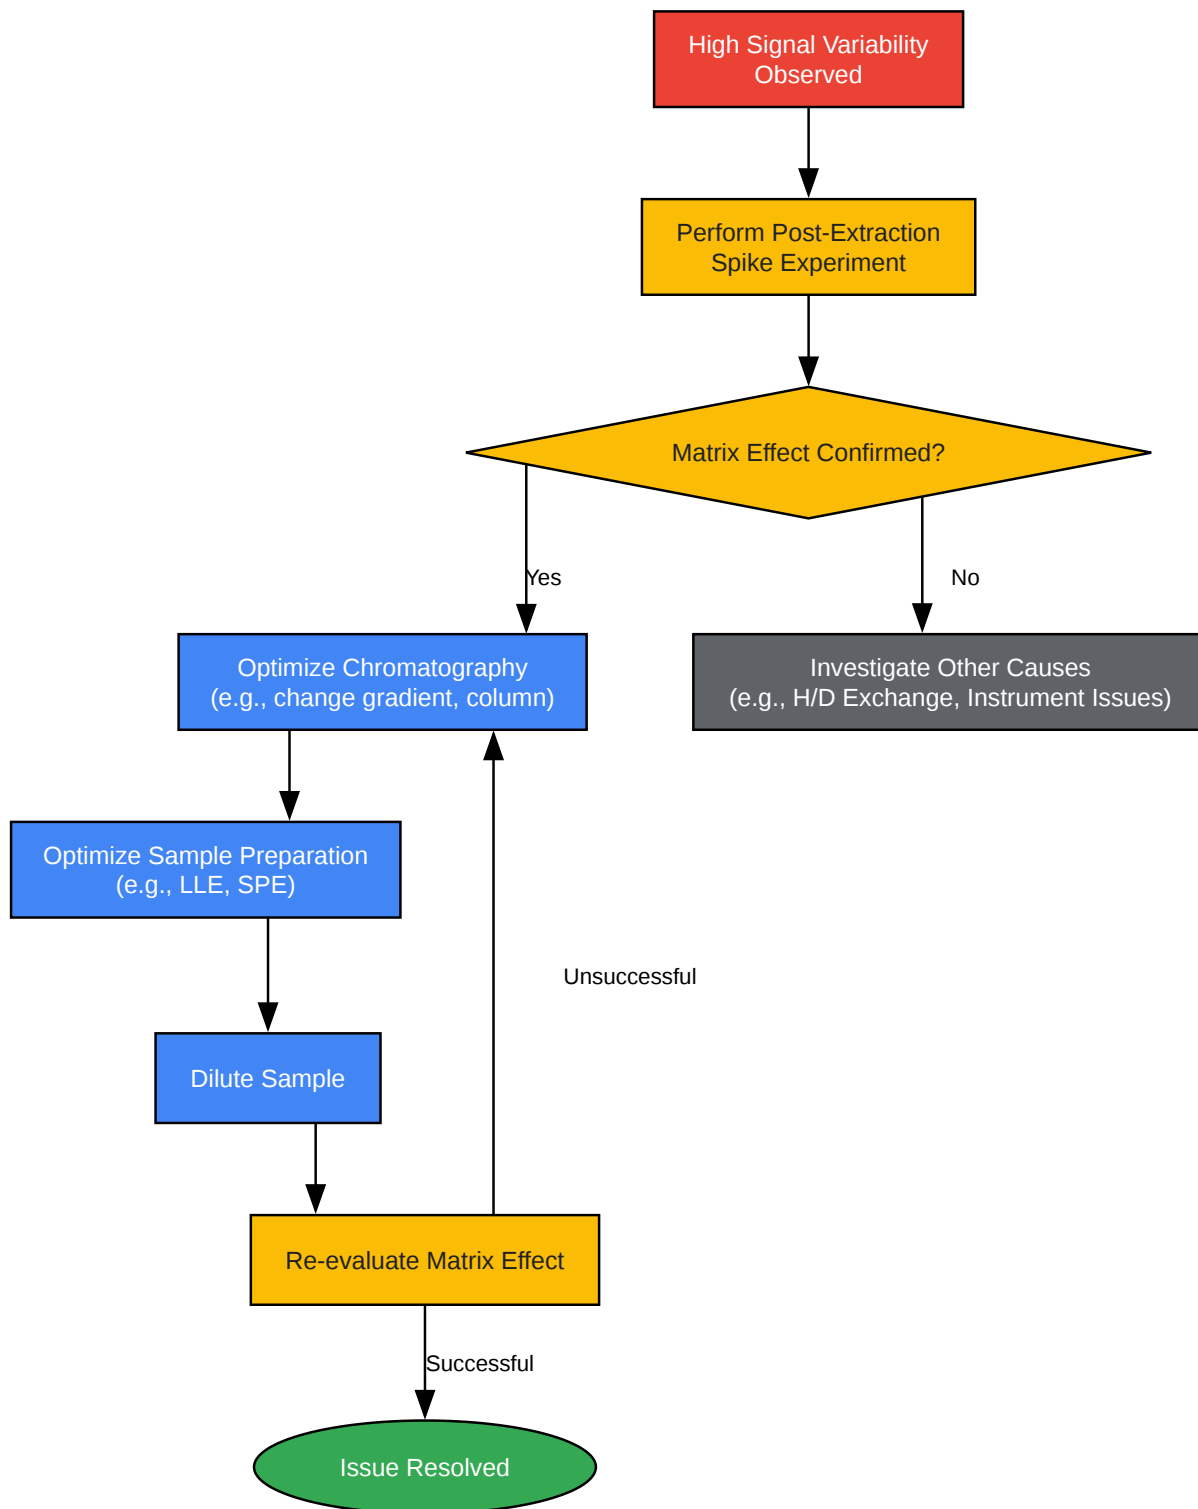 High Signal Variability
Observed
Perform Post-Extraction
Spike Experiment
Matrix Effect Confirmed?
Yes
No
Optimize Chromatography
(e.g., change gradient, column)
Investigate Other Causes
(e.g., H/D Exchange, Instrument Issues)
Optimize Sample Preparation
(e.g., LLE, SPE)
Unsuccessful
Dilute Sample
Re-evaluate Matrix Effect
Successful
Issue Resolved